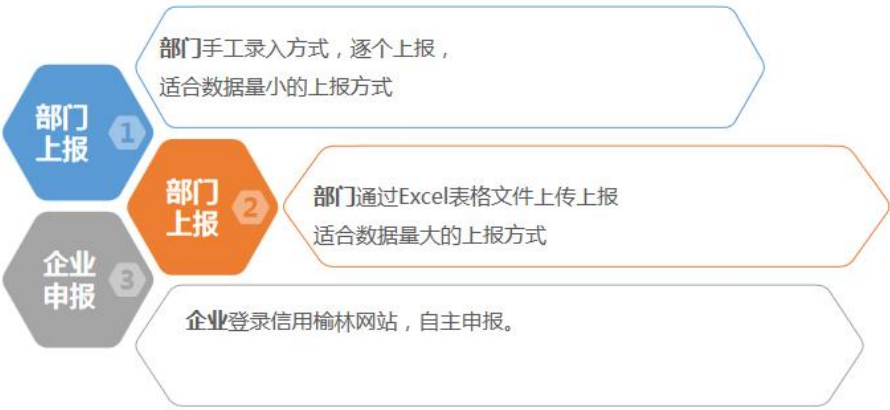 部门手工录入方式，逐个上报，
适合数据量小的上报方式
部门
上报
1
部门
上报
2
部门通过Excel表格文件上传上报
适合数据量大的上报方式
企业
申报
3
企业登录信用榆林网站，自主申报。